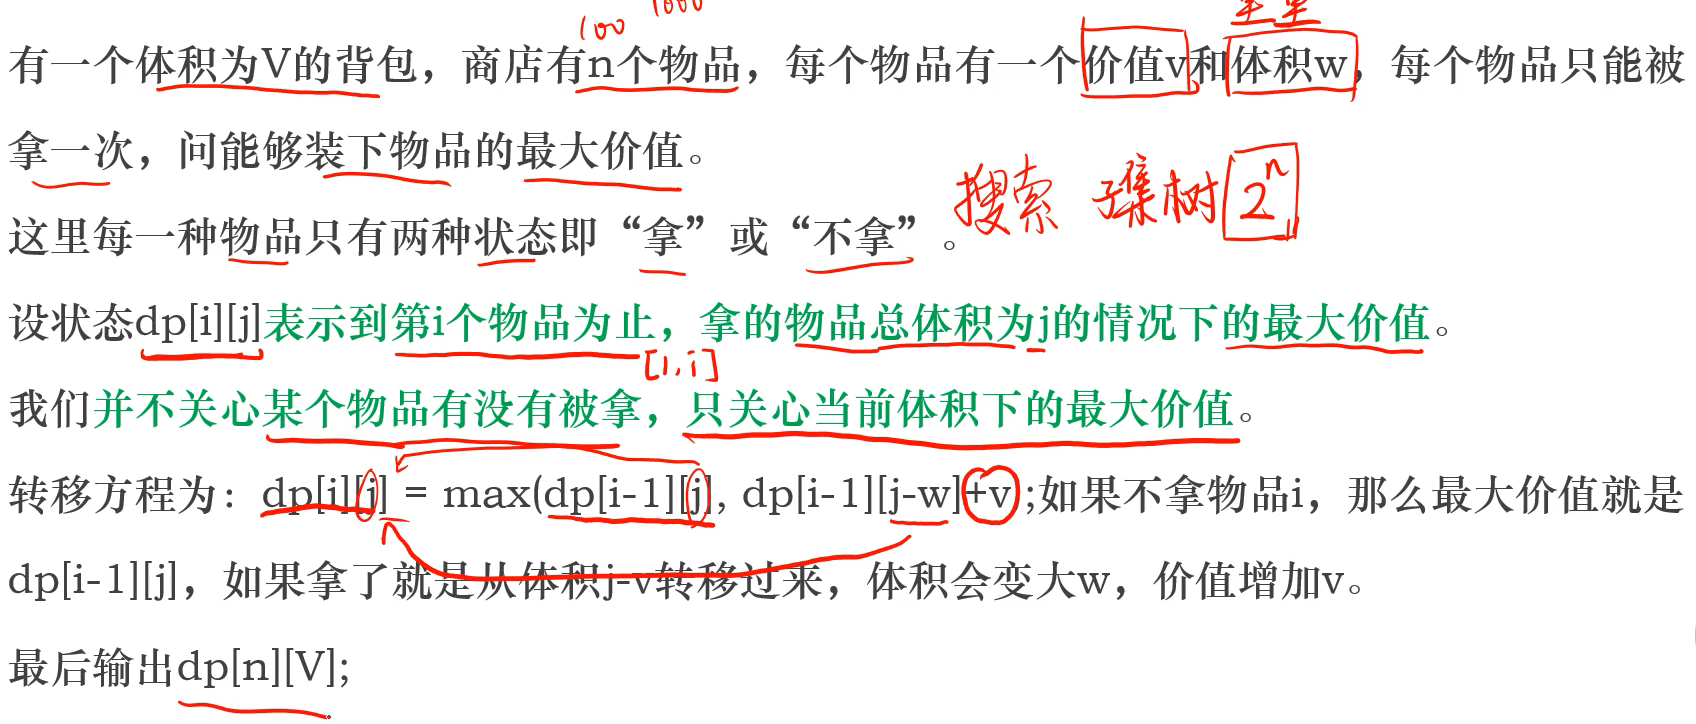 100 1000
重量
有一个体积为V的背包，商店有n个物品，每个物品有一个价值v和体积w，每个物品只能被
拿一次，问能够装下物品的最大价值。
搜索 子集树 2^n
这里每一种物品只有两种状态即“拿”或“不拿”。
设状态dp[i][j]表示到第i个物品为止，拿的物品总体积为j的情况下的最大价值。
[1,i]
我们并不关心某个物品有没有被拿，只关心当前体积下的最大价值。
转移方程为：dp[i][j] = max(dp[i-1][j], dp[i-1][j-w]+v);如果不拿物品i，那么最大价值就是
dp[i-1][j]，如果拿了就是从体积j-v转移过来，体积会变大w，价值增加v。
最后输出dp[n][V];